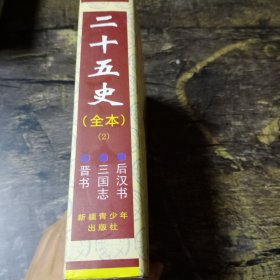 二十五史
（全本）
(2)
后汉书
三国志
晋书
新疆青少年
出版社